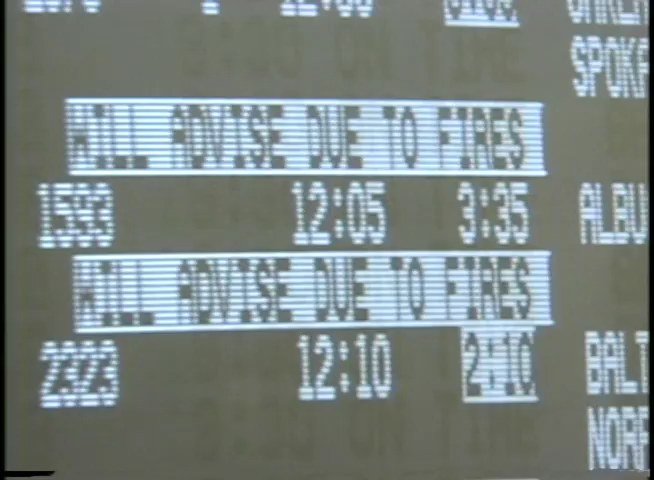 SPOK
WILL ADVISE DUE TO FIRES
1593 12:05 3:35 ALBU
WILL ADVISE DUE TO FIRES
2323 12:10 2:10 BALT
NORF